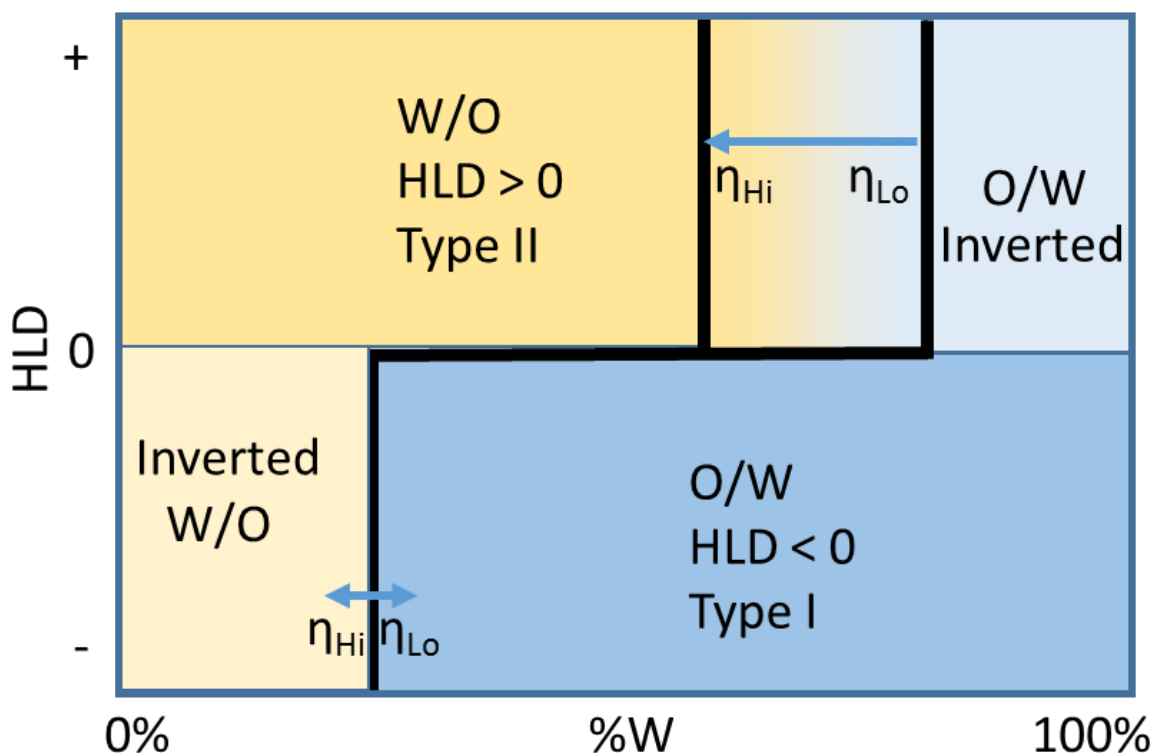 +
W/O
HLD > 0
Type II
ηHi
ηLo
O/W
Inverted
HLD
0
Inverted
W/O
O/W
HLD < 0
Type I
ηHi
ηLo
-
0%
%W
100%